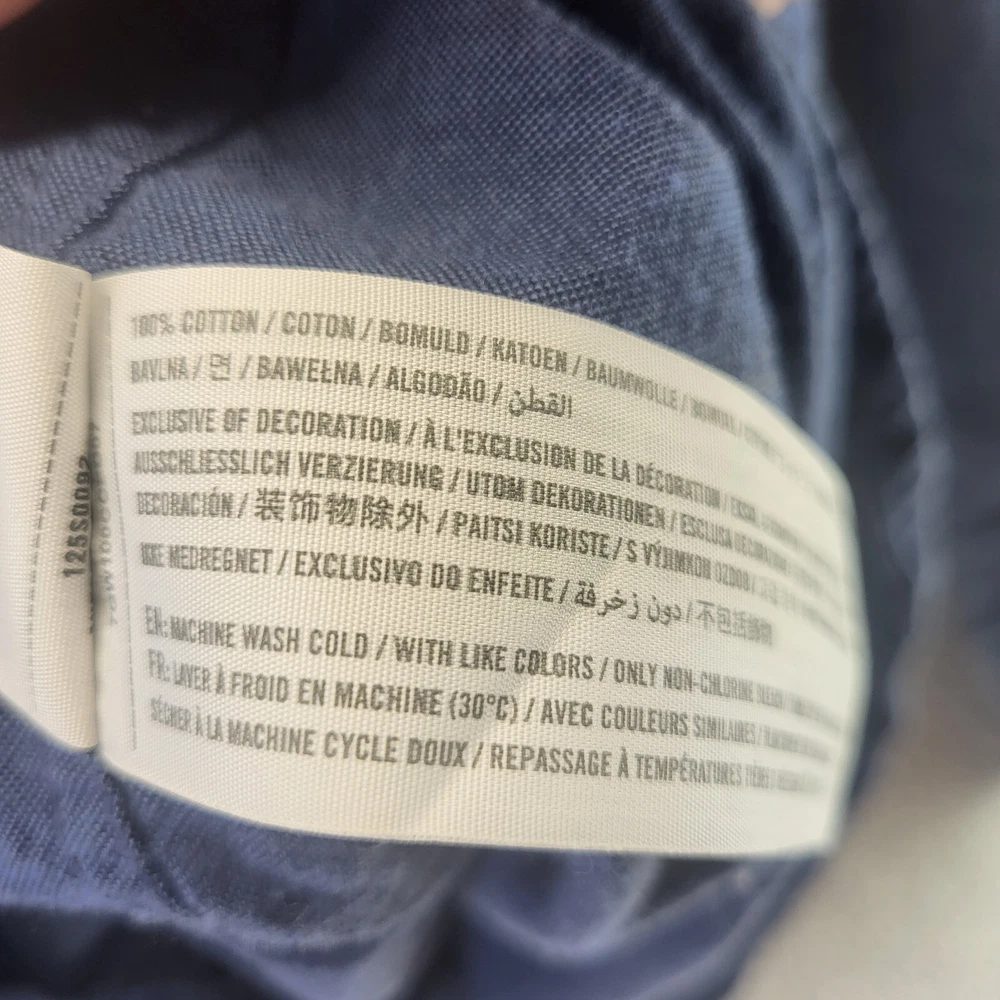 100% COTTON / COTON / BOMULD / KATOEN / BAUMWOLLE /
BAVLNA / 면 / BAWEŁNA / ALGODÃO / القطن
EXCLUSIVE OF DECORATION / À L'EXCLUSION DE LA DÉCORATION /
AUSSCHLIESSLICH VERZIERUNG / UTOM DEKORATIONEN / ESCLUSA
DECORACIÓN / 装饰物除外 / PAITSI KORISTE / S VÝJIMKOU OZDOB /
IKKE MEDREGNET / EXCLUSIVO DO ENFEITE / دون زخرفة / 不包括飾物
EN: MACHINE WASH COLD / WITH LIKE COLORS / ONLY NON-CHLORINE
FR: LAVER À FROID EN MACHINE (30°C) / AVEC COULEURS SIMILAIRES /
SÉCHER À LA MACHINE CYCLE DOUX / REPASSAGE À TEMPÉRATURES
125S0092